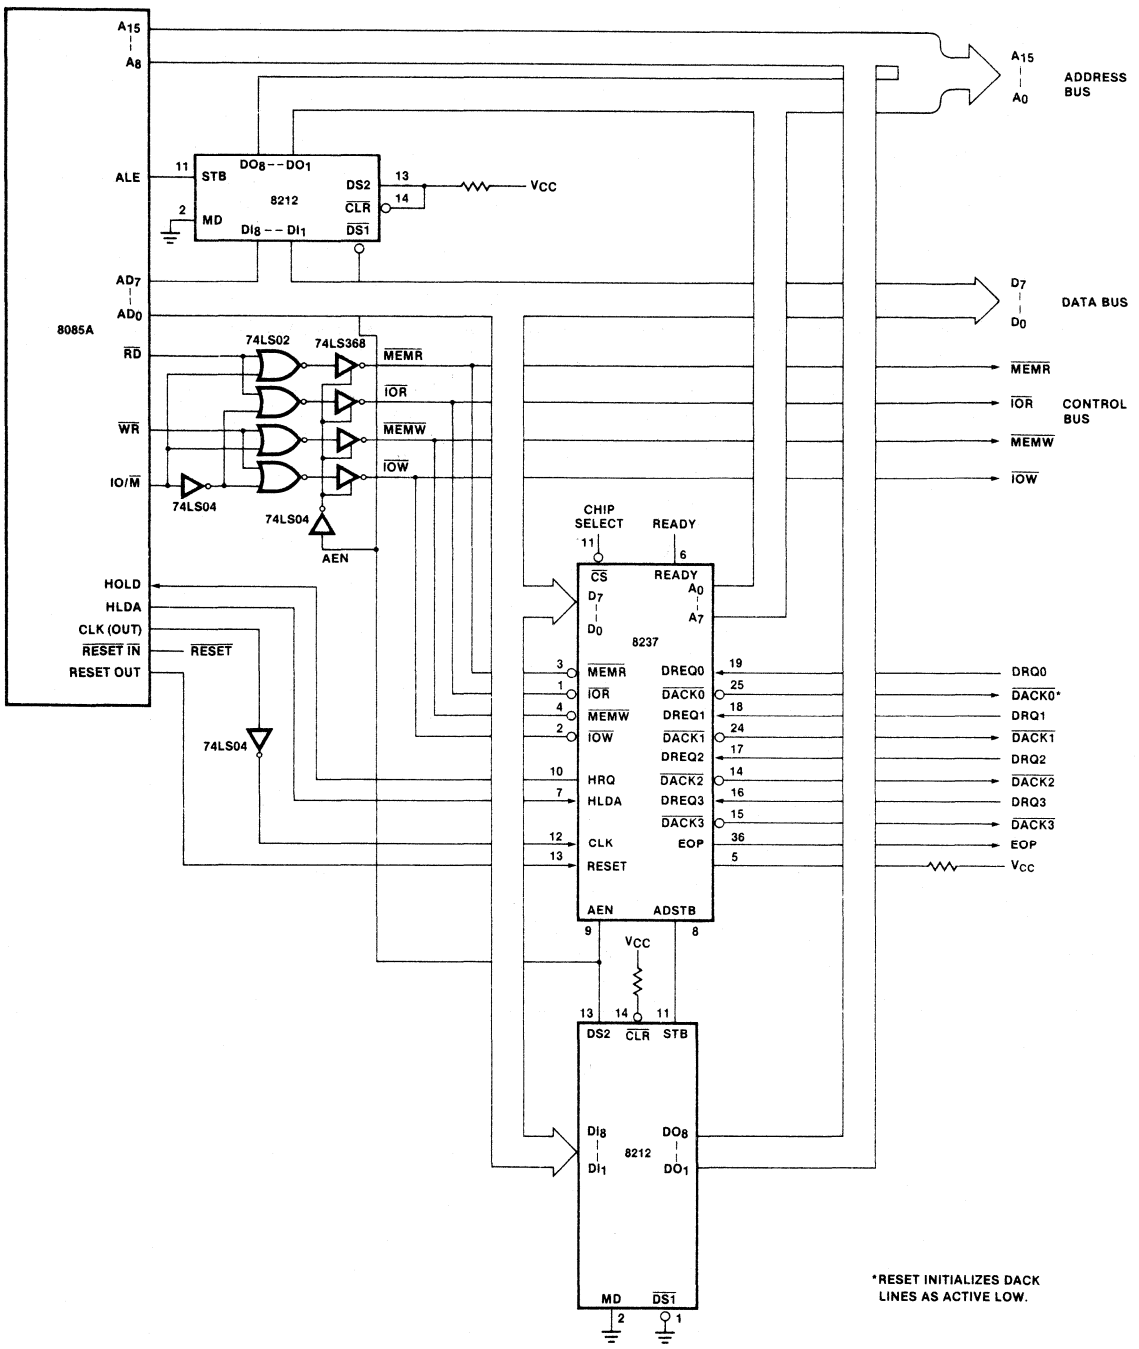 A15
A8
A15
A0
ADDRESS
BUS
ALE
11
STB
DO8--DO1
8212
DS2
13
VCC
CLR
14
2
MD
DI8--DI1
DS1
AD7
AD0
D7
D0
DATA BUS
8085A
RD
74LS02
74LS368
MEMR
MEMR
IOR
IOR
CONTROL
BUS
WR
MEMW
MEMW
IO/M
IOW
IOW
74LS04
74LS04
AEN
CHIP
SELECT
READY
11
6
CS
READY
D7
D0
A0
A7
8237
HOLD
HLDA
CLK (OUT)
RESET IN
RESET
RESET OUT
74LS04
3
MEMR
DREQ0
19
DRQ0
1
IOR
DACK0
25
DACK0*
4
MEMW
DREQ1
18
DRQ1
2
IOW
DACK1
24
DACK1
DREQ2
17
DRQ2
10
HRQ
DACK2
14
DACK2
7
HLDA
DREQ3
16
DRQ3
DACK3
15
DACK3
12
CLK
EOP
36
EOP
13
RESET
5
VCC
AEN
ADSTB
9
8
VCC
13
14
11
DS2
CLR
STB
DI8
DI1
8212
DO8
DO1
MD
DS1
2
1
*RESET INITIALIZES DACK
LINES AS ACTIVE LOW.